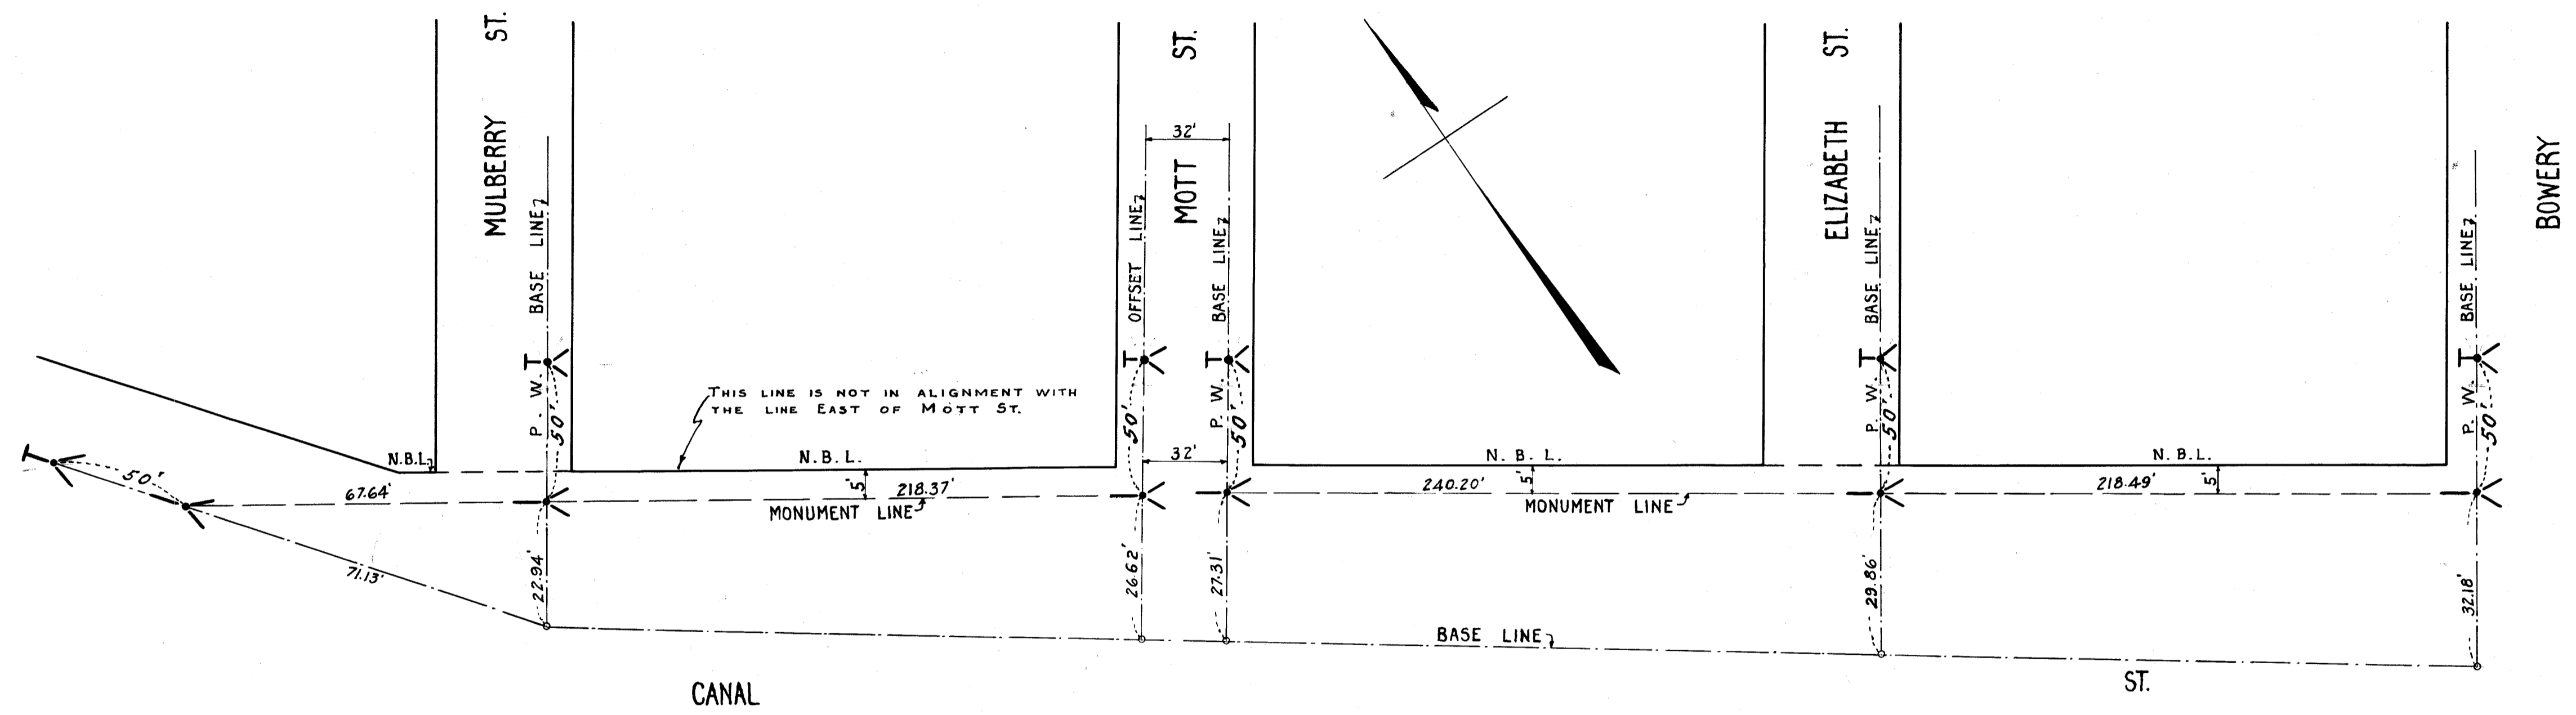 MULBERRY ST.
MOTT ST.
ELIZABETH ST.
BOWERY
P. W. BASE LINE
OFFSET LINE
P. W. BASE LINE
P. W. BASE LINE
P. W. BASE LINE
32'
THIS LINE IS NOT IN ALIGNMENT WITH
THE LINE EAST OF MOTT ST.
50'
50'
50'
50'
50'
50'
N.B.L.
N.B.L.
32'
N. B. L.
N.B.L.
67.64'
5'
218.37'
240.20'
5'
218.49'
5'
MONUMENT LINE
MONUMENT LINE
71.13'
22.94'
26.62'
27.31'
29.86'
32.18'
BASE LINE
CANAL ST.